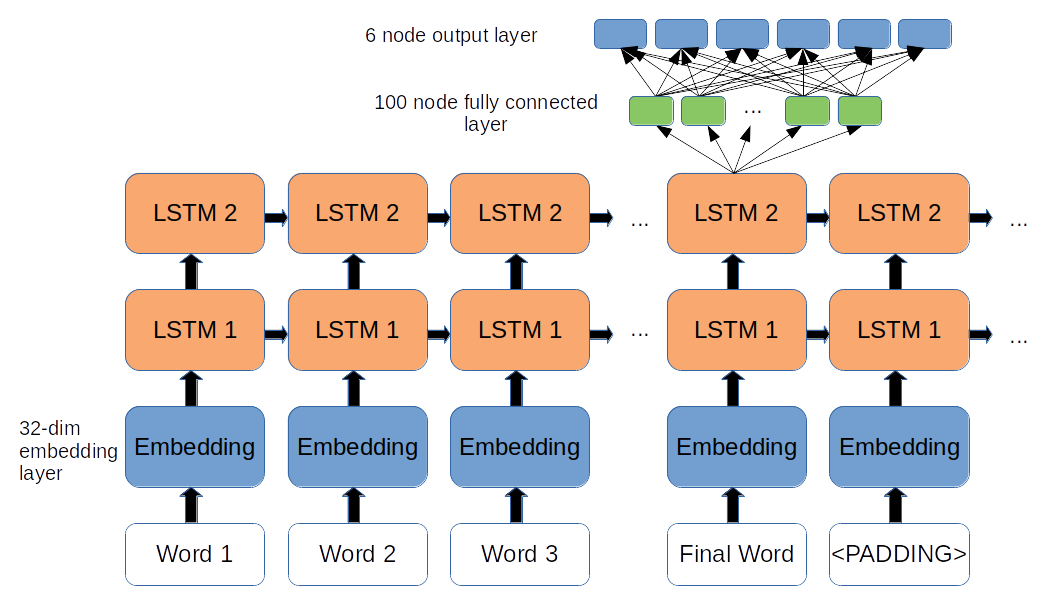 6 node output layer
100 node fully connected
layer
...
LSTM 2
LSTM 2
LSTM 2
...
LSTM 2
LSTM 2
...
LSTM 1
LSTM 1
LSTM 1
...
LSTM 1
LSTM 1
...
32-dim
embedding
layer
Embedding
Embedding
Embedding
Embedding
Embedding
Word 1
Word 2
Word 3
Final Word
<PADDING>